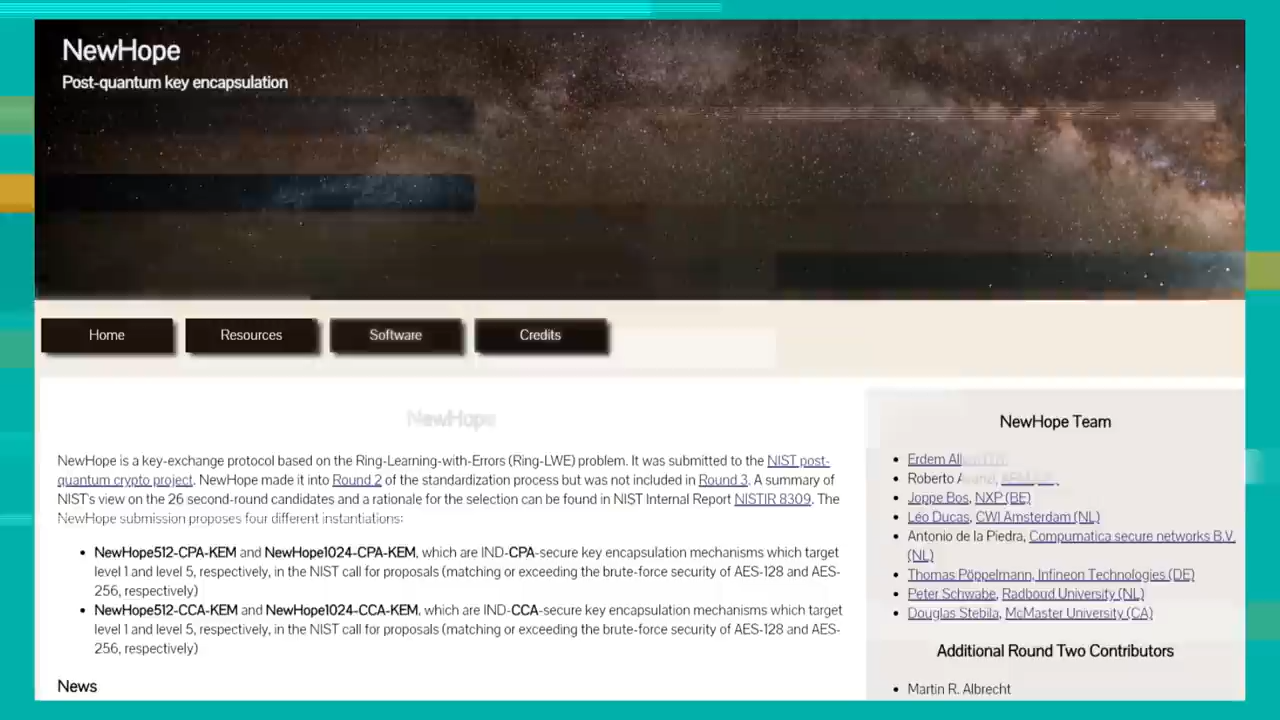 NewHope
Post-quantum key encapsulation
Home
Resources
Software
Credits
NewHope
NewHope is a key-exchange protocol based on the Ring-Learning-with-Errors (Ring-LWE) problem. It was submitted to the NIST post-
quantum crypto project. NewHope made it into Round 2 of the standardization process but was not included in Round 3. A summary of
NIST's view on the 26 second-round candidates and a rationale for the selection can be found in NIST Internal Report NISTIR 8309. The
NewHope submission proposes four different instantiations:
• NewHope512-CPA-KEM and NewHope1024-CPA-KEM, which are IND-CPA-secure key encapsulation mechanisms which target
level 1 and level 5, respectively, in the NIST call for proposals (matching or exceeding the brute-force security of AES-128 and AES-
256, respectively)
• NewHope512-CCA-KEM and NewHope1024-CCA-KEM, which are IND-CCA-secure key encapsulation mechanisms which target
level 1 and level 5, respectively, in the NIST call for proposals (matching or exceeding the brute-force security of AES-128 and AES-
256, respectively)
News
NewHope Team
• Erdem
• Roberto
• Joppe Bos, NXP (BE)
• Léo Ducas, CWI Amsterdam (NL)
• Antonio de la Piedra, Compumatica secure networks B.V.
(NL)
• Thomas Pöppelmann, Infineon Technologies (DE)
• Peter Schwabe, Radboud University (NL)
• Douglas Stebila, McMaster University (CA)
Additional Round Two Contributors
• Martin R. Albrecht